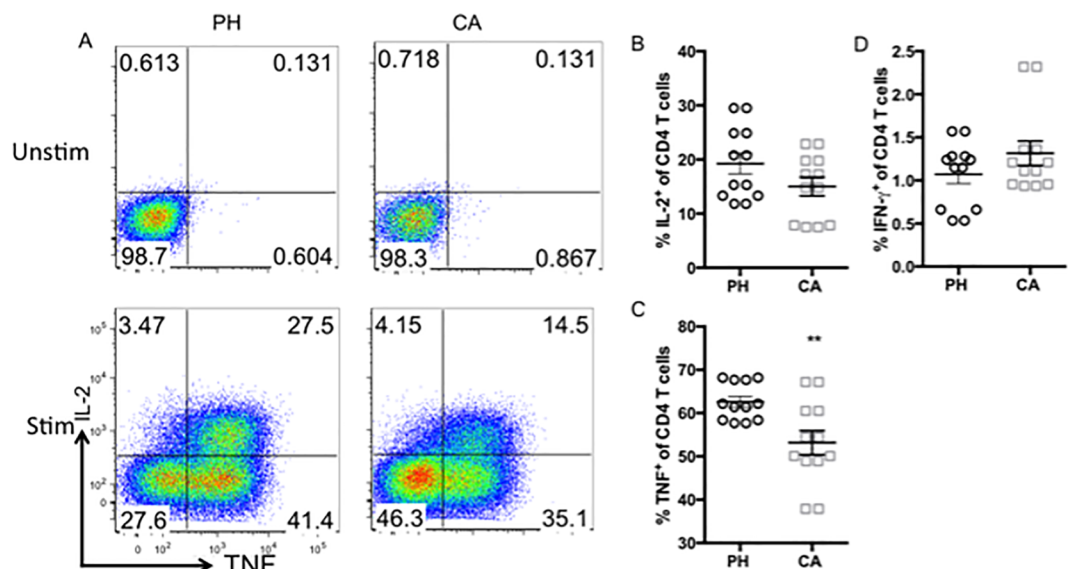 PH CA
A
0.613 0.131
0.718 0.131
Unstim
98.7 0.604
98.3 0.867
3.47 27.5
4.15 14.5
10⁵
10⁴
10³
10²
0
Stim
IL-2
27.6 41.4
46.3 35.1
0 10² 10³ 10⁴ 10⁵
TNF
B
% IL-2⁺ of CD4 T cells
40
30
20
10
0
PH CA
D
% IFN-γ⁺ of CD4 T cells
2.5
2.0
1.5
1.0
0.5
0.0
PH CA
C
% TNF⁺ of CD4 T cells
80
70
60
50
40
30
**
PH CA